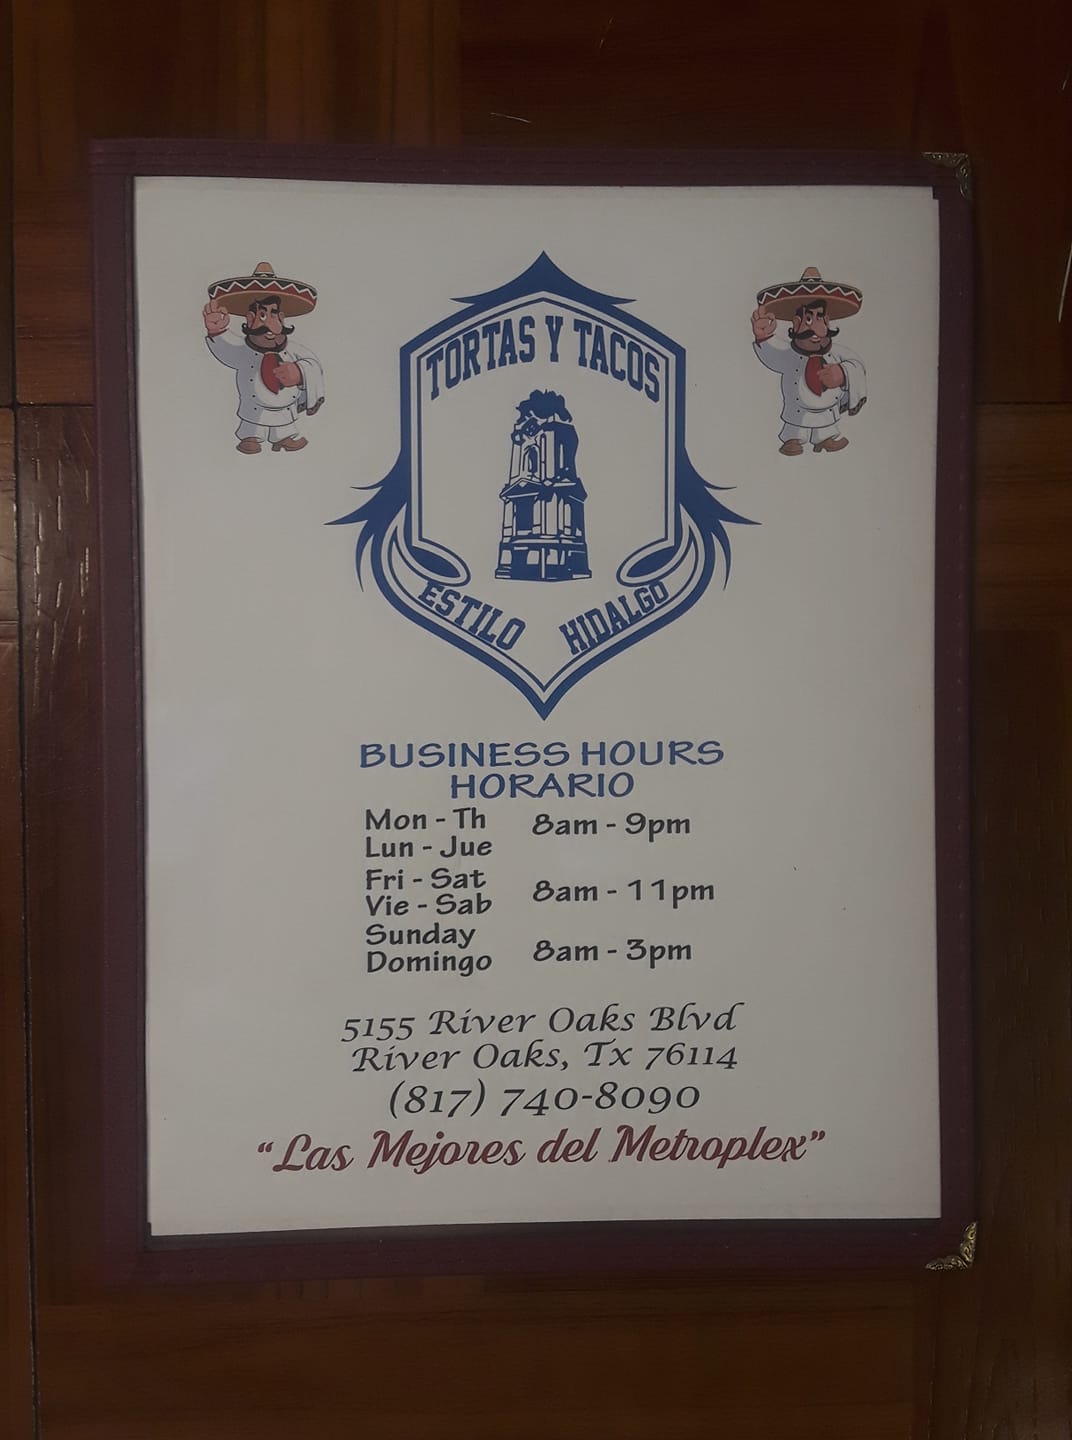 TORTAS Y TACOS
ESTILO HIDALGO
BUSINESS HOURS
HORARIO
Mon - Th 8am - 9pm
Lun - Jue
Fri - Sat 8am - 11pm
Vie - Sab
Sunday 8am - 3pm
Domingo
5155 River Oaks Blvd
River Oaks, Tx 76114
(817) 740-8090
"Las Mejores del Metroplex"